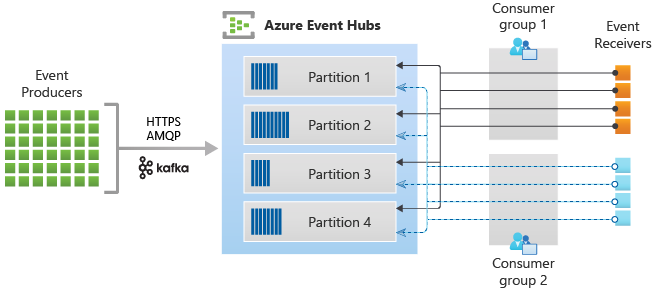 Event
Producers
HTTPS
AMQP
kafka
Azure Event Hubs
Partition 1
Partition 2
Partition 3
Partition 4
Consumer
group 1
Event
Receivers
Consumer
group 2